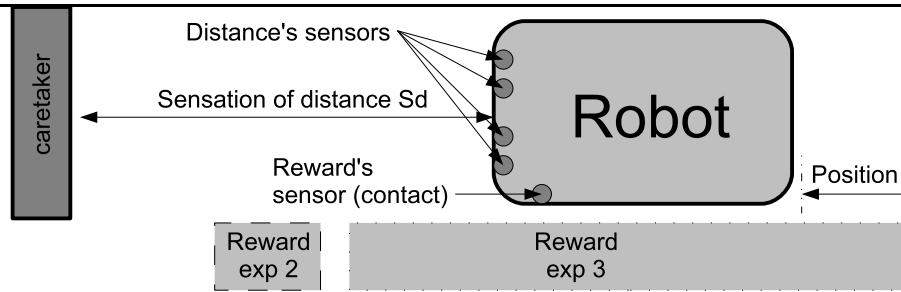 Distance's sensors
caretaker
Sensation of distance Sd
Robot
Reward's
sensor (contact)
Position
Reward
exp 2
Reward
exp 3